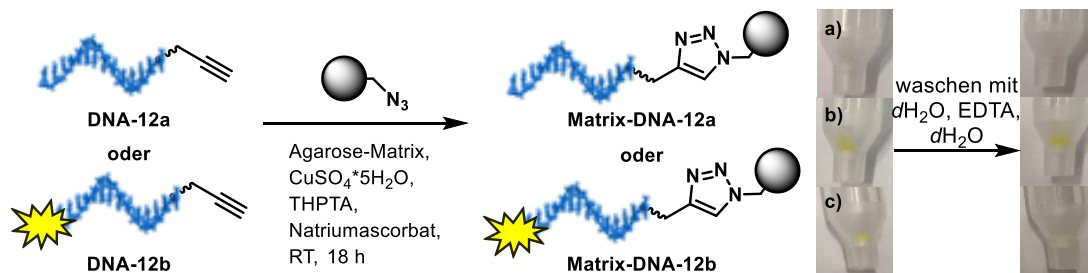 DNA-12a
oder
DNA-12b
N3
Agarose-Matrix,
CuSO4*5H2O,
THPTA,
Natriumascorbat,
RT, 18 h
N=N
N
Matrix-DNA-12a
oder
N=N
N
Matrix-DNA-12b
a)
b)
c)
waschen mit
dH2O, EDTA,
dH2O